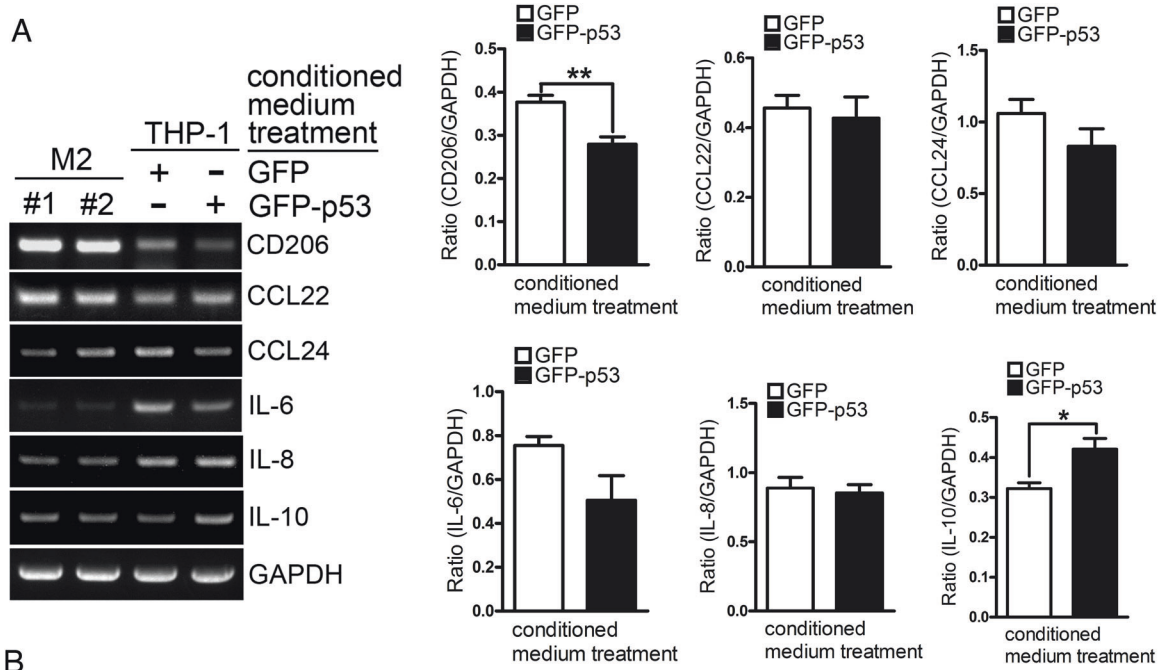 A
conditioned
medium
treatment
THP-1
M2
+ - GFP
#1 #2 - + GFP-p53
CD206
CCL22
CCL24
IL-6
IL-8
IL-10
GAPDH
GFP
GFP-p53
Ratio (CD206/GAPDH)
0.5
0.4
0.3
0.2
0.1
0.0
**
conditioned
medium treatment
GFP
GFP-p53
Ratio (CCL22/GAPDH)
0.6
0.4
0.2
0.0
conditioned
medium treatmen
GFP
GFP-p53
Ratio (CCL24/GAPDH)
1.5
1.0
0.5
0.0
conditioned
medium treatment
GFP
GFP-p53
Ratio (IL-6/GAPDH)
1.0
0.8
0.6
0.4
0.2
0.0
conditioned
medium treatment
GFP
GFP-p53
Ratio (IL-8/GAPDH)
1.5
1.0
0.5
0.0
conditioned
medium treatment
GFP
GFP-p53
Ratio (IL-10/GAPDH)
0.5
0.4
0.3
0.2
0.1
0.0
*
conditioned
medium treatment
B